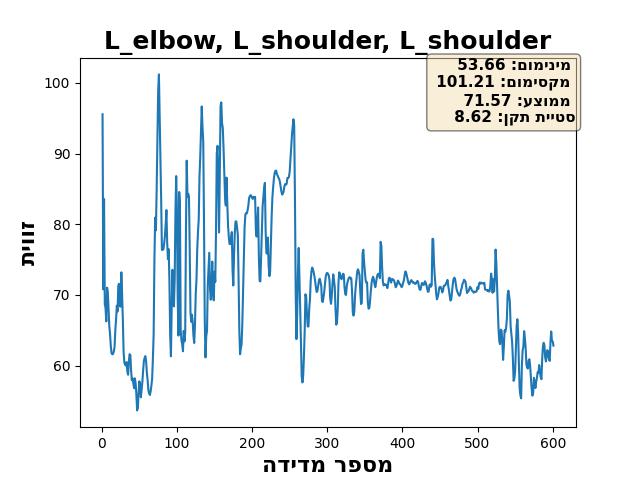 L_elbow, L_shoulder, L_shoulder
מינימום: 53.66
מקסימום: 101.21
ממוצע: 71.57
סטיית תקן: 8.62
זווית
100
90
80
70
60
0 100 200 300 400 500 600
מספר מדידה